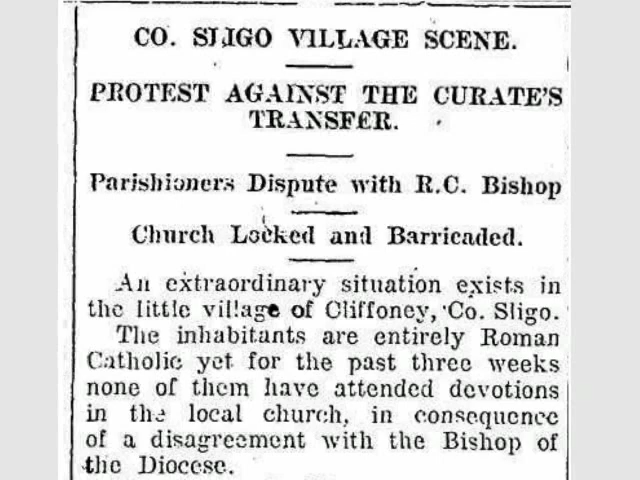 CO. SLIGO VILLAGE SCENE.
PROTEST AGAINST THE CURATE'S
TRANSFER.
Parishioners Dispute with R.C. Bishop
Church Locked and Barricaded.
An extraordinary situation exists in
the little village of Cliffoney, Co. Sligo.
The inhabitants are entirely Roman
Catholic yet for the past three weeks
none of them have attended devotions
in the local church, in consequence
of a disagreement with the Bishop of
the Diocese.